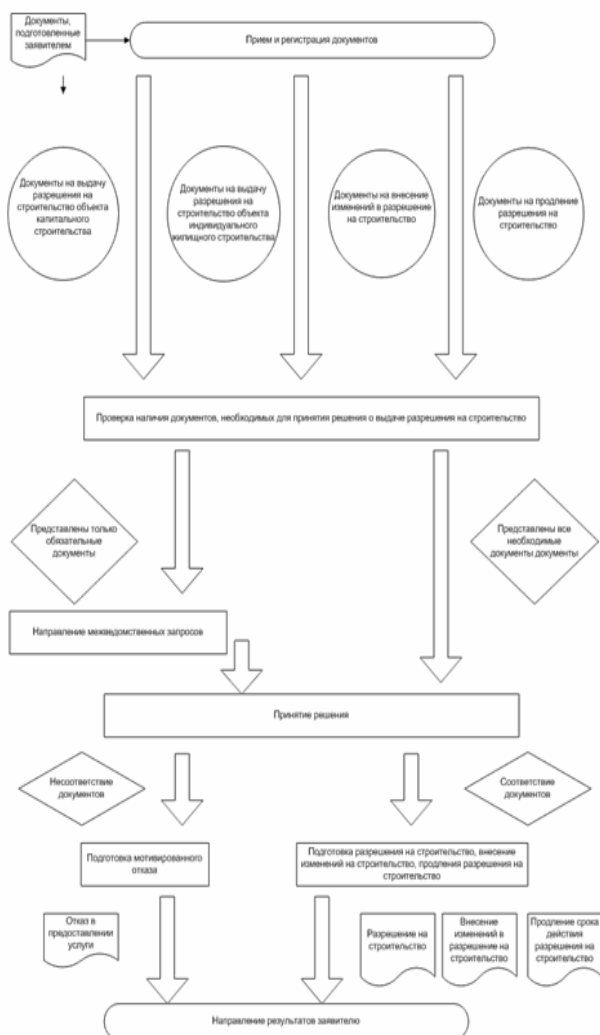 Документы,
подготовленные
заявителем
Прием и регистрация документов
Документы на выдачу
разрешения на
строительство объекта
капитального
строительства
Документы на выдачу
разрешения на
строительство объекта
индивидуального
жилищного строительства
Документы на внесение
изменений в разрешение
на строительство
Документы на продление
разрешения на
строительство
Проверка наличия документов, необходимых для принятия решения о выдаче разрешения на строительство
Представлены только
обязательные
документы
Представлены все
необходимые
документы документы
Направление межведомственных запросов
Принятие решения
Несоответствие
документов
Соответствие
документов
Подготовка мотивированного
отказа
Подготовка разрешения на строительство, внесение
изменений на строительство, продления разрешения на
строительство
Отказ в
предоставлении
услуги
Разрешение на
строительство
Внесение
изменений в
разрешение на
строительство
Продление срока
действия
разрешения на
строительство
Направление результатов заявителю